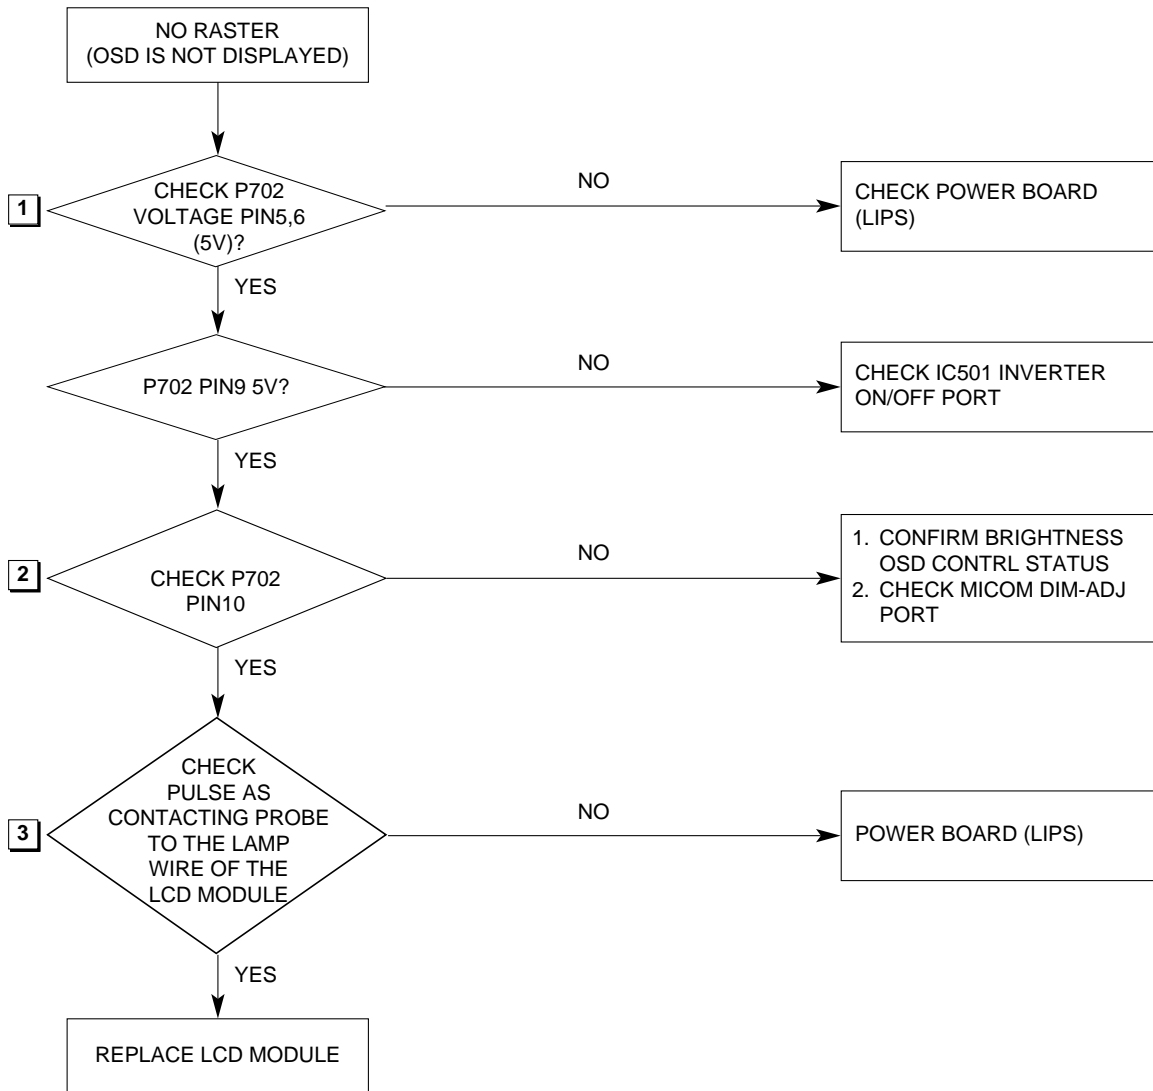 NO RASTER
(OSD IS NOT DISPLAYED)
1
CHECK P702
VOLTAGE PIN5,6
(5V)?
NO
CHECK POWER BOARD
(LIPS)
YES
P702 PIN9 5V?
NO
CHECK IC501 INVERTER
ON/OFF PORT
YES
2
CHECK P702
PIN10
NO
1. CONFIRM BRIGHTNESS
OSD CONTRL STATUS
2. CHECK MICOM DIM-ADJ
PORT
YES
3
CHECK
PULSE AS
CONTACTING PROBE
TO THE LAMP
WIRE OF THE
LCD MODULE
NO
POWER BOARD (LIPS)
YES
REPLACE LCD MODULE